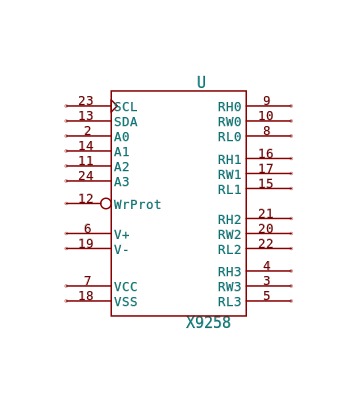 U
23 SCL RH0 9
13 SDA RW0 10
2 A0 RL0 8
14 A1 RH1 16
11 A2 RW1 17
24 A3 RL1 15
12 WrProt RH2 21
6 V+ RW2 20
19 V- RL2 22
RH3 4
7 VCC RW3 3
18 VSS RL3 5
X9258